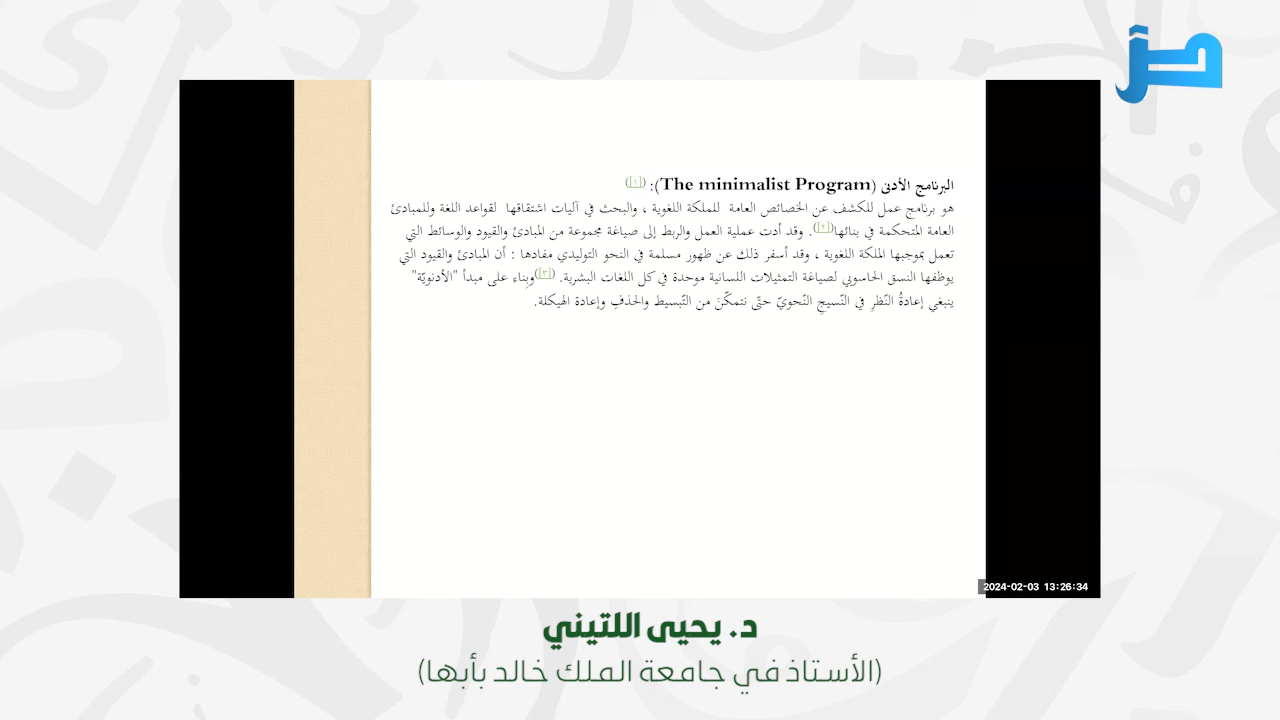 البرنامج الأدنى (The minimalist Program): ([١])
هو برنامج عمل للكشف عن الخصائص العامة للملكة اللغوية ، والبحث في آليات اشتقاقها لقواعد اللغة وللمبادئ
العامة المتحكمة في بنائها([٢]). وقد أدت عملية العمل والربط إلى صياغة مجموعة من المبادئ والقيود والوسائط التي
تعمل بموجبها الملكة اللغوية ، وقد أسفر ذلك عن ظهور مسلمة في النحو التوليدي مفادها : أن المبادئ والقيود التي
يوظفها النسق الحاسوبي لصياغة التمثيلات اللسانية موحدة في كل اللغات البشرية. ([٣])وبناء على مبدأ "الأدنويّة"
ينبغي إعادةُ النّظَرِ في النّسيجِ النّحويّ حتّى نتمكّنَ من التّبسيط والحذفِ وإعادة الهيكلة.
2024-02-03 13:26:34
د. يحيى اللتيني
(الأستاذ في جامعة الملك خالد بأبها)